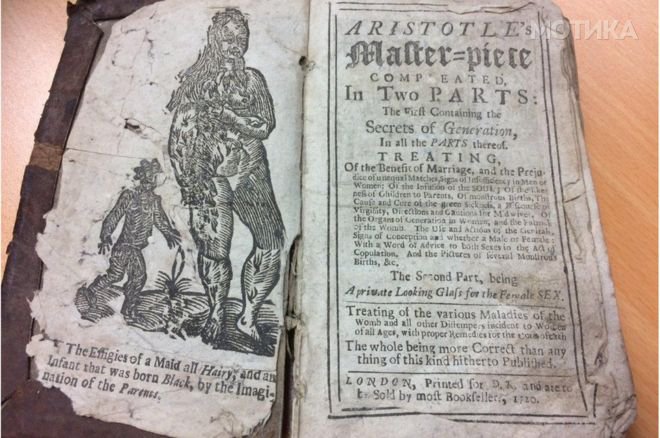 The Effigies of a Maid all Hairy, and an
Infant that was born Black, by the Imagi-
nation of the Parents.
МОТИКА
ARISTOTLE's
Maſter=piece
COMP EATED,
In Two PARTS:
The Firſt Containing the
Secrets of Generation,
In all the PARTS thereof.
TREATING,
Of the Benefit of Marriage, and the Preju-
dice of unequal Matches, Signs of Inſufficiency in Men or
Women; Of the Infuſion of the SOUL; Of the Like-
neſs of Children to Parents, Of monſtrous Births, The
Cauſe and Cure of the green Sickneſs, a Diſcourſe of
Virginity, Directions and Cautions for Midwives, Of
the Organs of Generation in Women, and the
of the Womb. The Uſe and Actions of the Genitals,
Signs of Conception and whether a Male or Female:
With a Word of Advice to both Sexes in the Act of
Copulation. And the Pictures of ſeveral Monſtrous
Births, &c.
The Second Part, being
A private Looking Glaſs for the Female SEX.
Treating of the various Maladies of the
Womb and all other Diſtempers incident to Women
of all Ages, with proper Remedies for the of each
The whole being more Correct than any
thing of this kind hitherto Publiſhed.
LONDON, Printed for D. and are to
be Sold by moſt Bookſellers, 1720.